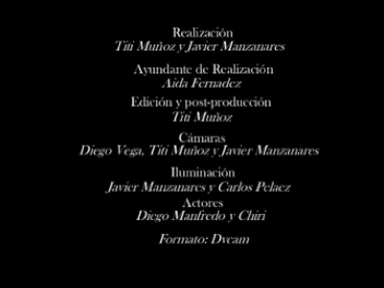 Realización
Titi Muñoz y Javier Manzanares
Ayundante de Realización
Aida Fernadez
Edición y post-producción
Titi Muñoz
Cámaras
Diego Vega, Titi Muñoz y Javier Manzanares
Iluminación
Javier Manzanares y Carlos Pelaez
Actores
Diego Manfredo y Chiri
Formato: Dvcam